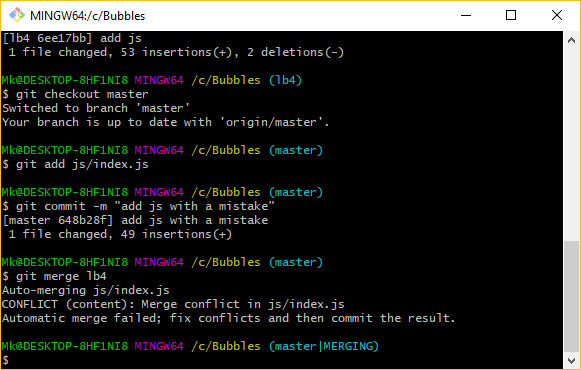 MINGW64:/c/Bubbles
[lb4 6ee17bb] add js
1 file changed, 53 insertions(+), 2 deletions(-)
Mk@DESKTOP-8HF1NI8 MINGW64 /c/Bubbles (lb4)
$ git checkout master
Switched to branch 'master'
Your branch is up to date with 'origin/master'.
Mk@DESKTOP-8HF1NI8 MINGW64 /c/Bubbles (master)
$ git add js/index.js
Mk@DESKTOP-8HF1NI8 MINGW64 /c/Bubbles (master)
$ git commit -m "add js with a mistake"
[master 648b28f] add js with a mistake
1 file changed, 49 insertions(+)
Mk@DESKTOP-8HF1NI8 MINGW64 /c/Bubbles (master)
$ git merge lb4
Auto-merging js/index.js
CONFLICT (content): Merge conflict in js/index.js
Automatic merge failed; fix conflicts and then commit the result.
Mk@DESKTOP-8HF1NI8 MINGW64 /c/Bubbles (master|MERGING)
$